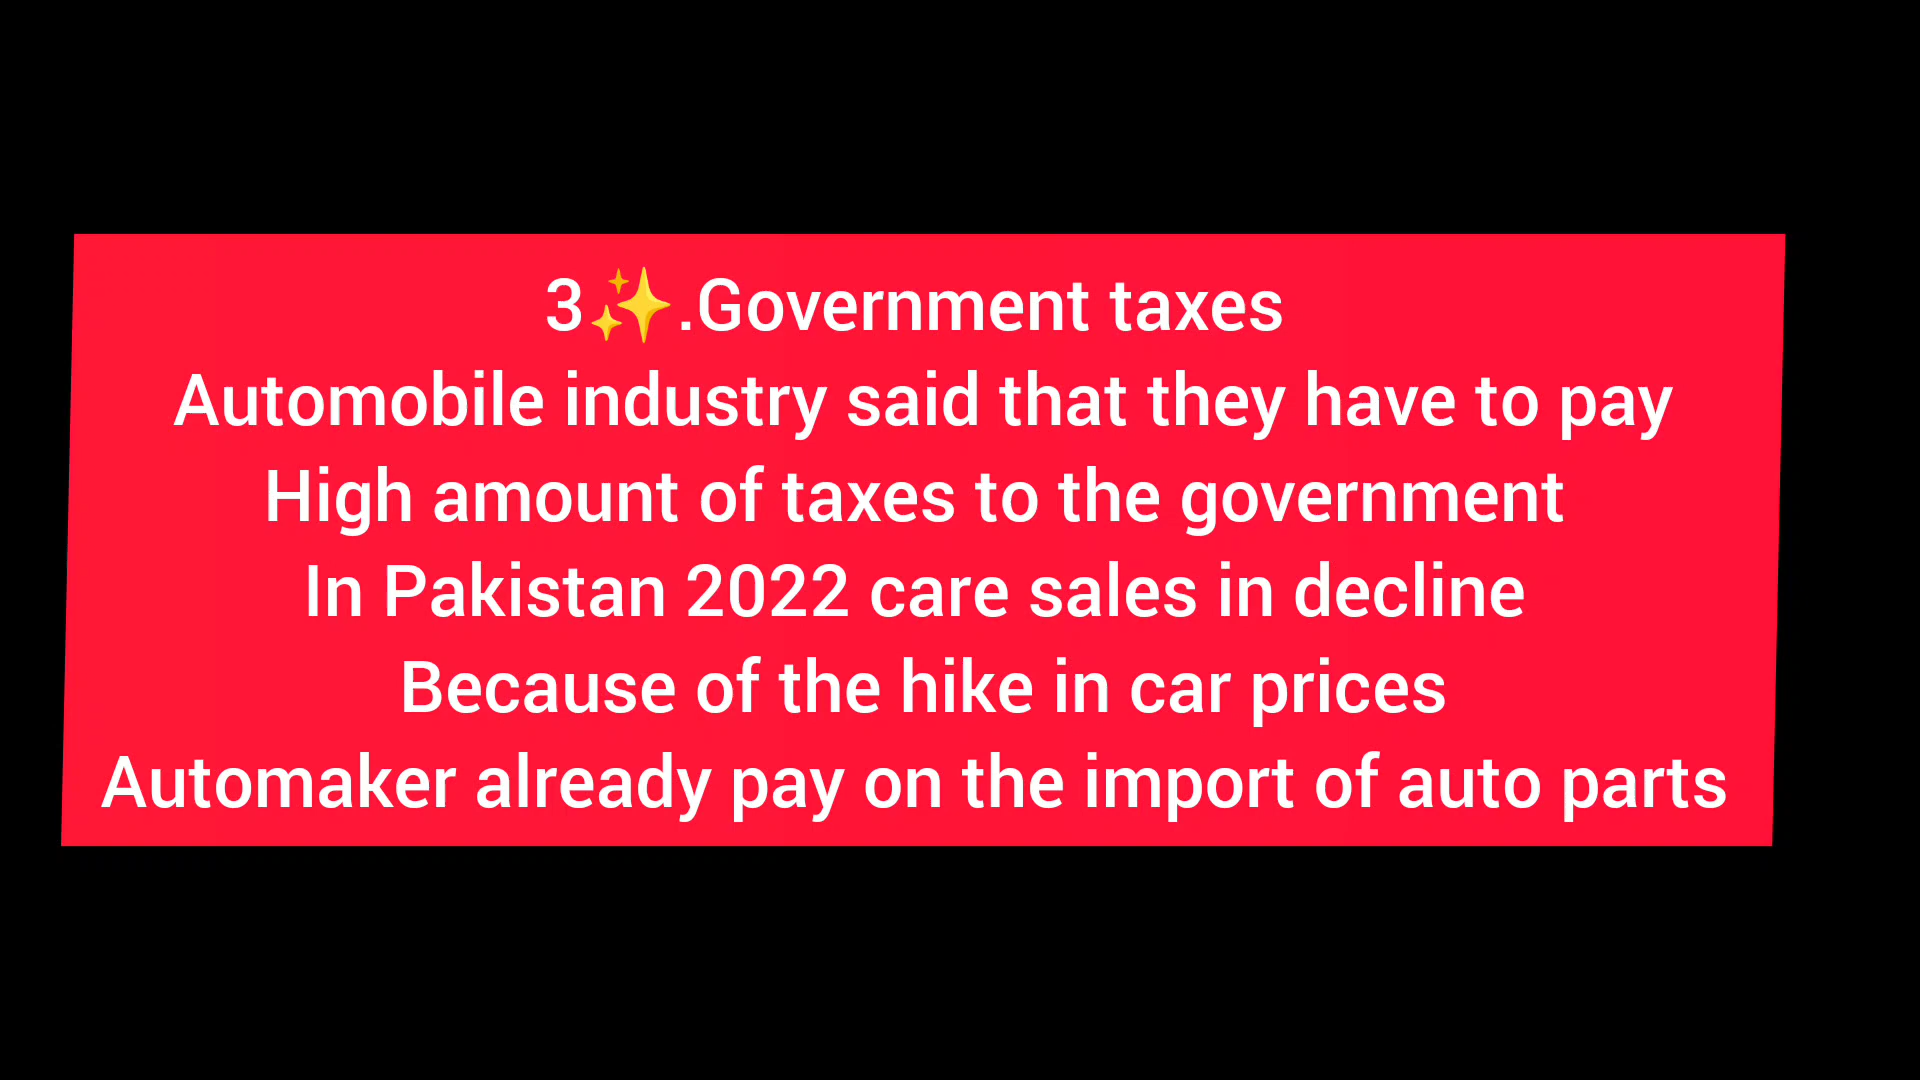 3✨.Government taxes
Automobile industry said that they have to pay
High amount of taxes to the government
In Pakistan 2022 care sales in decline
Because of the hike in car prices
Automaker already pay on the import of auto parts